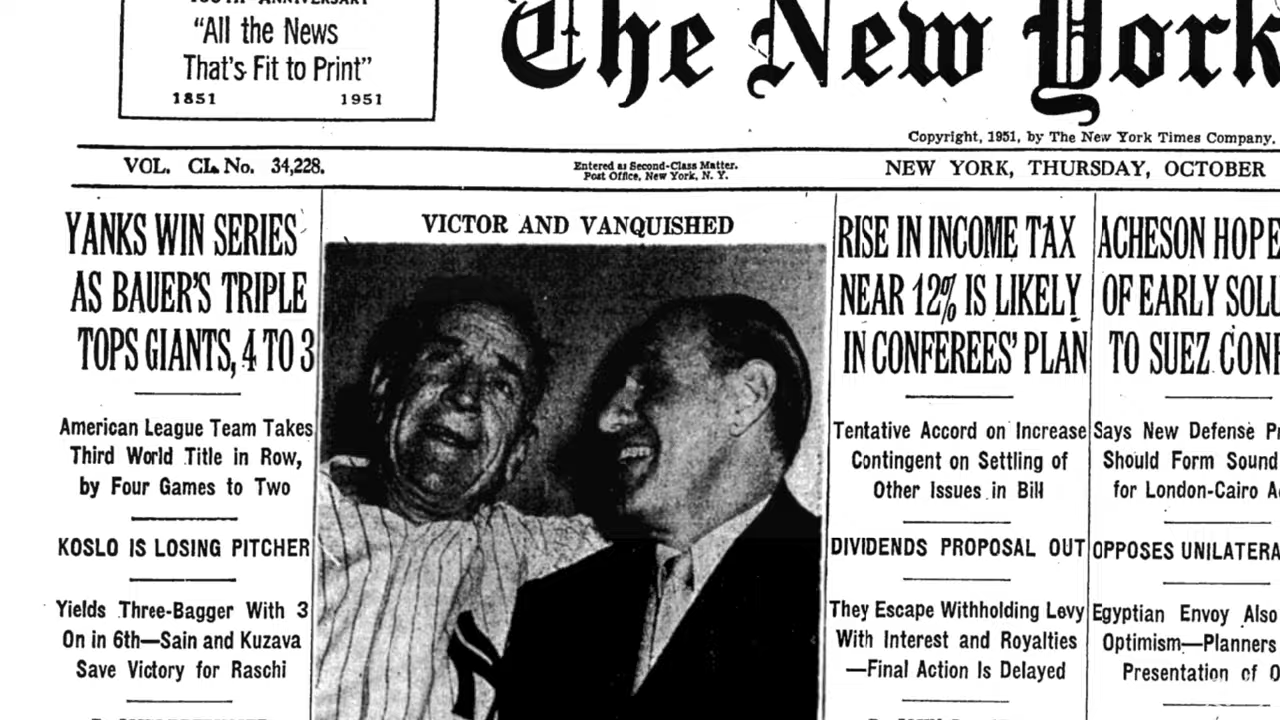 "All the News
That's Fit to Print"
1851 1951
The New York
Copyright, 1951, by The New York Times Company.
VOL. CI. No. 34,228.
Entered as Second-Class Matter.
Post Office, New York, N. Y.
NEW YORK, THURSDAY, OCTOBER
YANKS WIN SERIES
AS BAUER'S TRIPLE
TOPS GIANTS, 4 TO 3
American League Team Takes
Third World Title in Row,
by Four Games to Two
KOSLO IS LOSING PITCHER
Yields Three-Bagger With 3
On in 6th—Sain and Kuzava
Save Victory for Raschi
VICTOR AND VANQUISHED
RISE IN INCOME TAX
NEAR 12% IS LIKELY
IN CONFEREES' PLAN
Tentative Accord on Increase
Contingent on Settling of
Other Issues in Bill
DIVIDENDS PROPOSAL OUT
They Escape Withholding Levy
With Interest and Royalties
—Final Action Is Delayed
ACHESON HOPE
OF EARLY SOLU
TO SUEZ CONF
Says New Defense Pr
Should Form Sound
for London-Cairo A
OPPOSES UNILATERA
Egyptian Envoy Also
Optimism—Planners
Presentation of